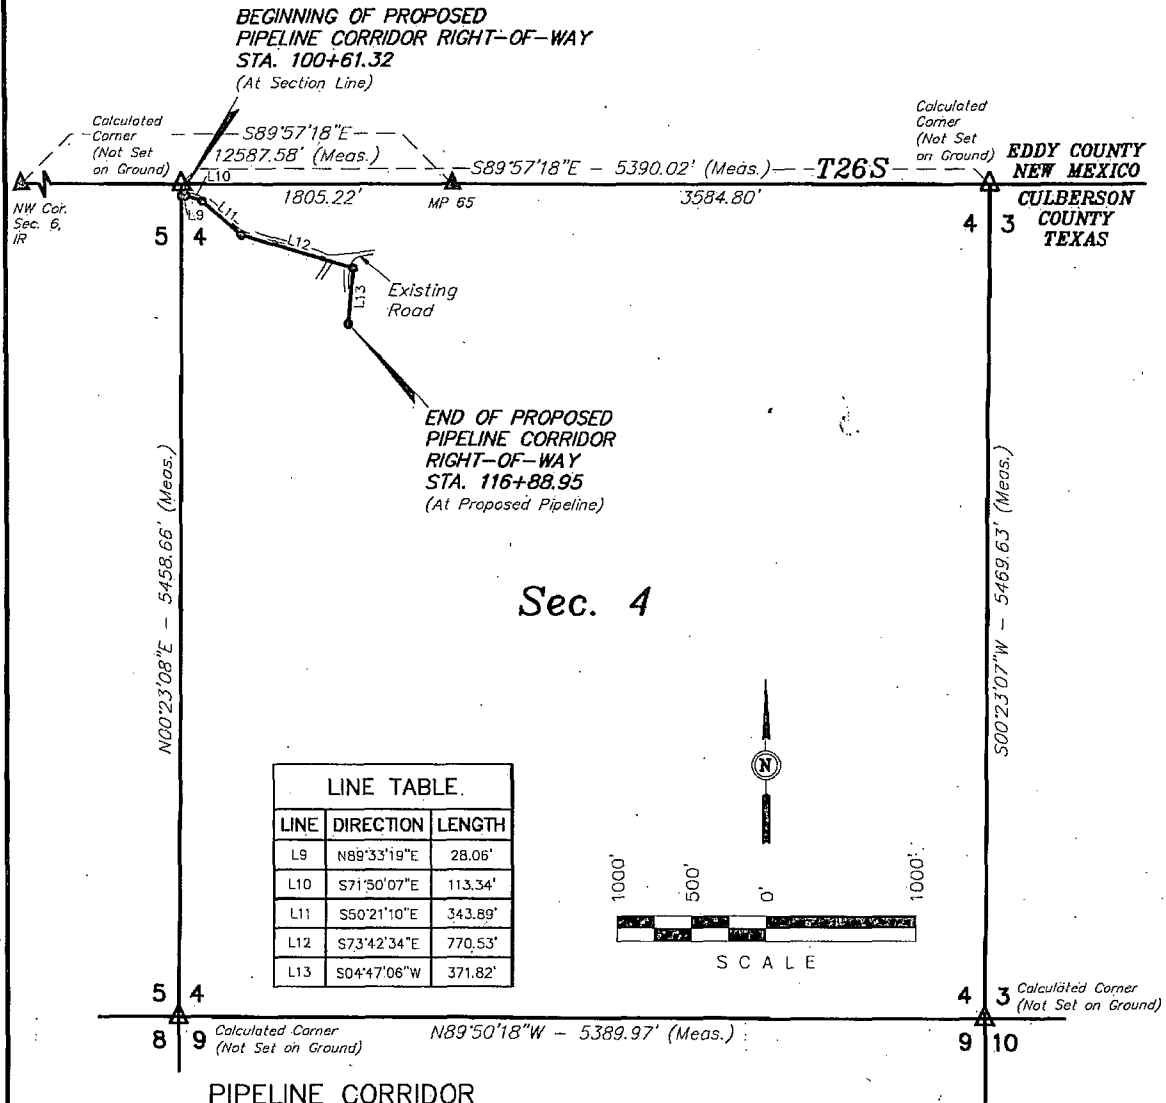 BEGINNING OF PROPOSED
PIPELINE CORRIDOR RIGHT-OF-WAY
STA. 100+61.32
(At Section Line)
Calculated
Corner
(Not Set
on Ground)
S89°57'18"E
12587.58' (Meas.)
S89°57'18"E - 5390.02' (Meas.)
T26S
Calculated
Corner
(Not Set
on Ground)
EDDY COUNTY
NEW MEXICO
CULBERSON
COUNTY
TEXAS
NW Cor.
Sec. 6,
IR
1805.22'
MP 65
3584.80'
L10
L9
L11
L12
L13
5 4
4 3
Existing
Road
END OF PROPOSED
PIPELINE CORRIDOR
RIGHT-OF-WAY
STA. 116+88.95
(At Proposed Pipeline)
N00°23'08"E - 5458.66' (Meas.)
S00°23'07"W - 5469.63' (Meas.)
Sec. 4
N
LINE TABLE
LINE DIRECTION LENGTH
L9 N89°33'19"E 28.06'
L10 S71°50'07"E 113.34'
L11 S50°21'10"E 343.89'
L12 S73°42'34"E 770.53'
L13 S04°47'06"W 371.82'
1000' 500' 0' 1000'
SCALE
5 4
8 9
Calculated Corner
(Not Set on Ground)
N89°50'18"W - 5389.97' (Meas.)
4 3
9 10
Calculated Corner
(Not Set on Ground)
PIPELINE CORRIDOR